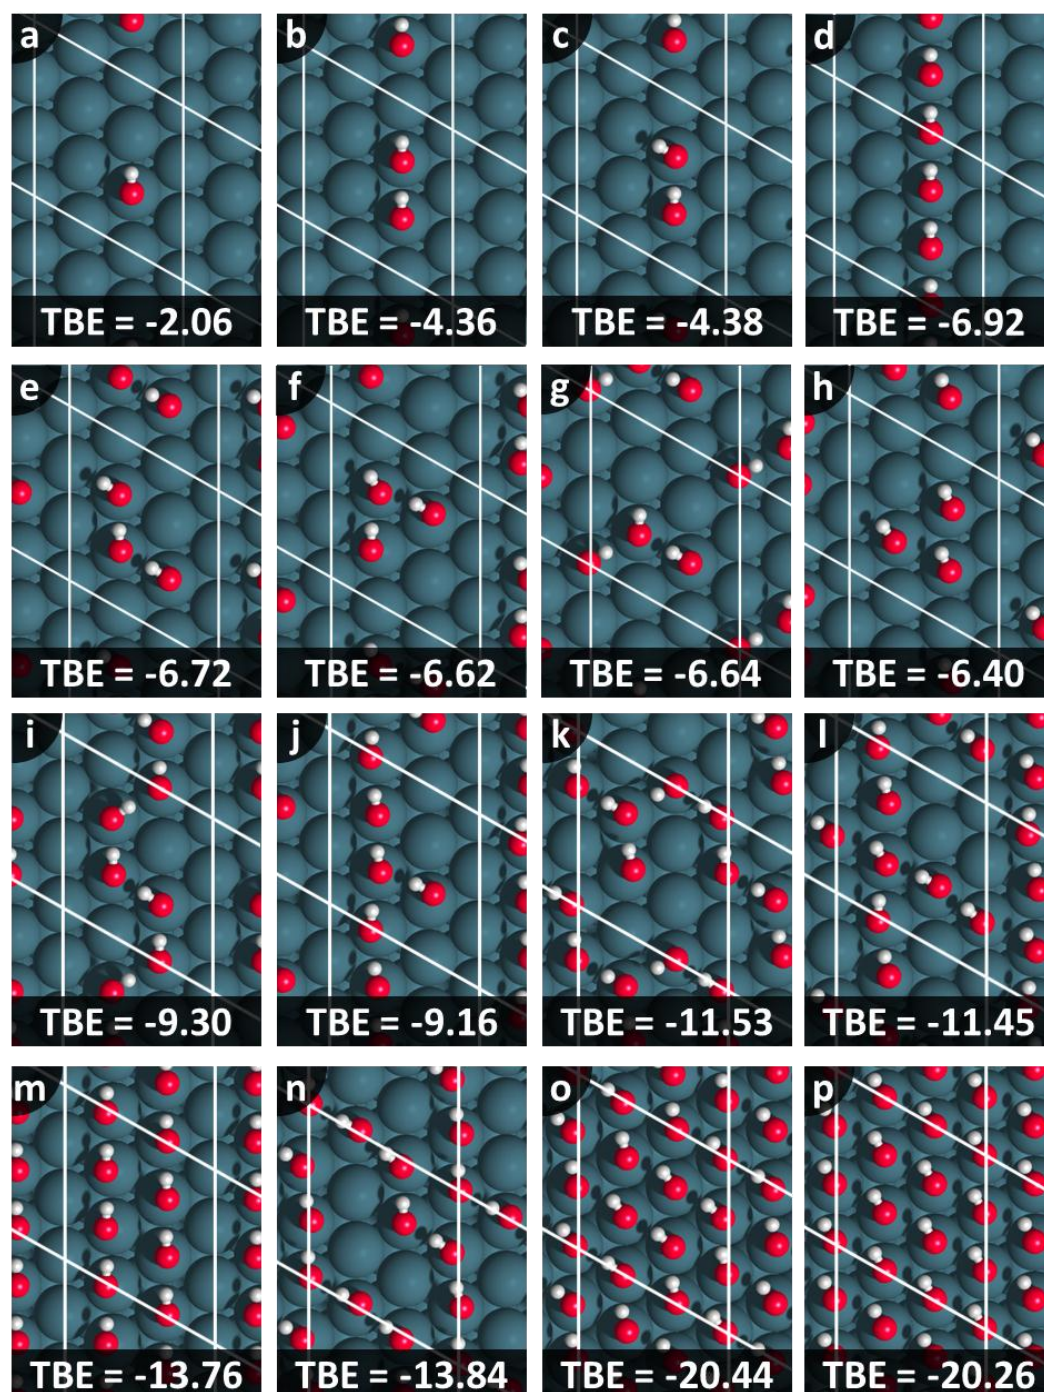 a b c d
TBE = -2.06 TBE = -4.36 TBE = -4.38 TBE = -6.92
e f g h
TBE = -6.72 TBE = -6.62 TBE = -6.64 TBE = -6.40
i j k l
TBE = -9.30 TBE = -9.16 TBE = -11.53 TBE = -11.45
m n o p
TBE = -13.76 TBE = -13.84 TBE = -20.44 TBE = -20.26